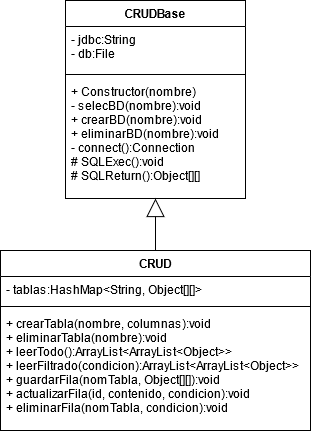 CRUDBase
- jdbc:String
- db:File
+ Constructor(nombre)
- selecBD(nombre):void
+ crearBD(nombre):void
+ eliminarBD(nombre):void
- connect():Connection
# SQLExec():void
# SQLReturn():Object[][]
CRUD
- tablas:HashMap<String, Object[][]>
+ crearTabla(nombre, columnas):void
+ eliminarTabla(nombre):void
+ leerTodo():ArrayList<ArrayList<Object>>
+ leerFiltrado(condicion):ArrayList<ArrayList<Object>>
+ guardarFila(nomTabla, Object[][]):void
+ actualizarFila(id, contenido, condicion):void
+ eliminarFila(nomTabla, condicion):void